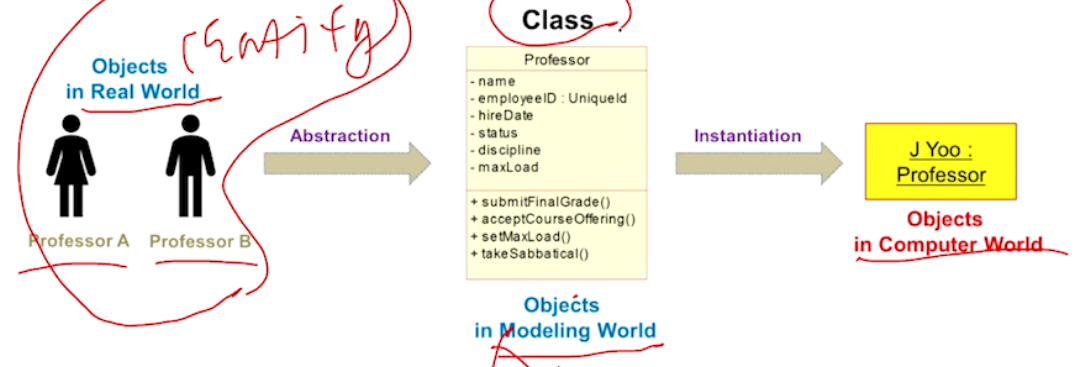 Class
(Entity)
Objects
in Real World
Professor A
Professor B
Abstraction
Professor
- name
- employeeID : UniqueId
- hireDate
- status
- discipline
- maxLoad
+ submitFinalGrade()
+ acceptCourseOffering()
+ setMaxLoad()
+ takeSabbatical()
Objects
in Modeling World
Instantiation
J Yoo :
Professor
Objects
in Computer World